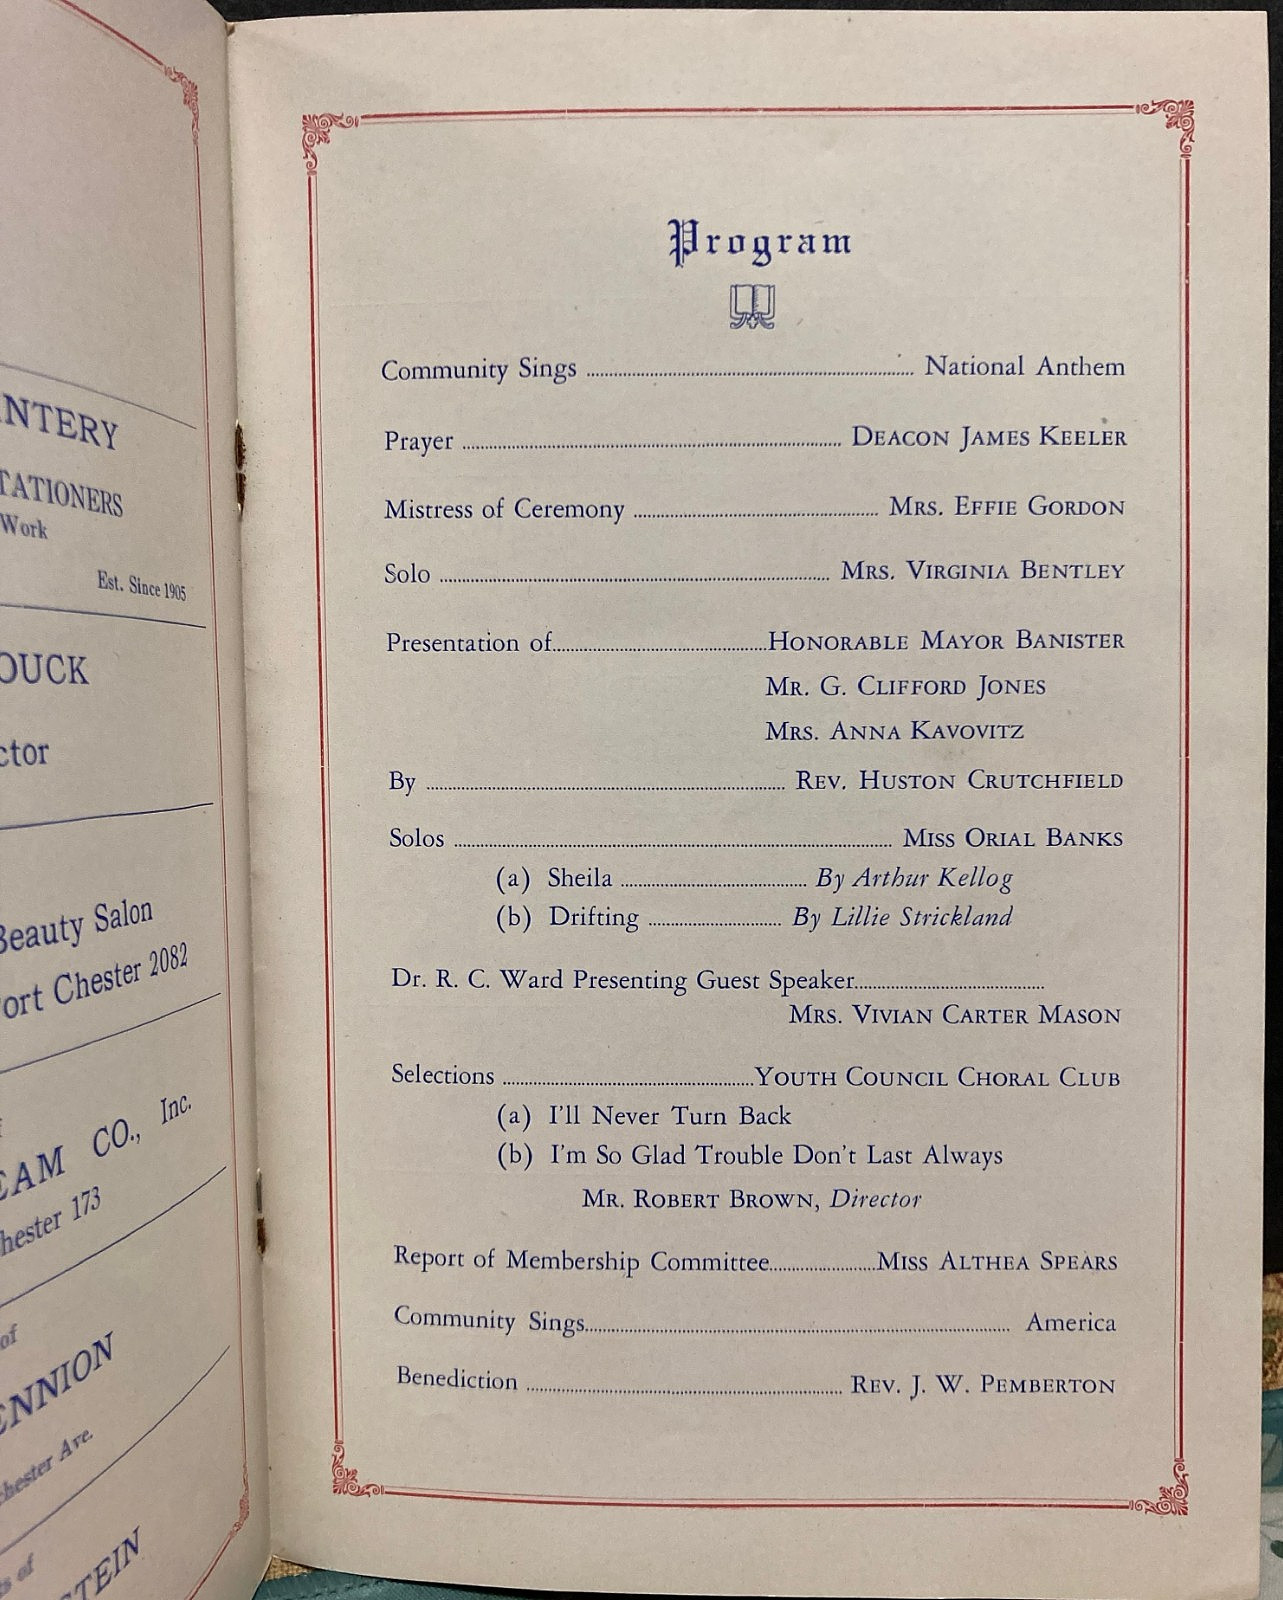 NTERY
TATIONERS
Work
Est. Since 1905
OUCK
ctor
Beauty Salon
ort Chester 2082
EAM CO., Inc.
hester 173
of
ENNION
hester Ave.
of
STEIN
Program
Community Sings ........ National Anthem
Prayer ........ DEACON JAMES KEELER
Mistress of Ceremony ........ MRS. EFFIE GORDON
Solo ........ MRS. VIRGINIA BENTLEY
Presentation of........HONORABLE MAYOR BANISTER
MR. G. CLIFFORD JONES
MRS. ANNA KAVOVITZ
By ........ REV. HUSTON CRUTCHFIELD
Solos ........ MISS ORIAL BANKS
(a) Sheila ........ By Arthur Kellog
(b) Drifting ........ By Lillie Strickland
Dr. R. C. Ward Presenting Guest Speaker........
MRS. VIVIAN CARTER MASON
Selections ........YOUTH COUNCIL CHORAL CLUB
(a) I'll Never Turn Back
(b) I'm So Glad Trouble Don't Last Always
MR. ROBERT BROWN, Director
Report of Membership Committee........MISS ALTHEA SPEARS
Community Sings........ America
Benediction ........ REV. J. W. PEMBERTON